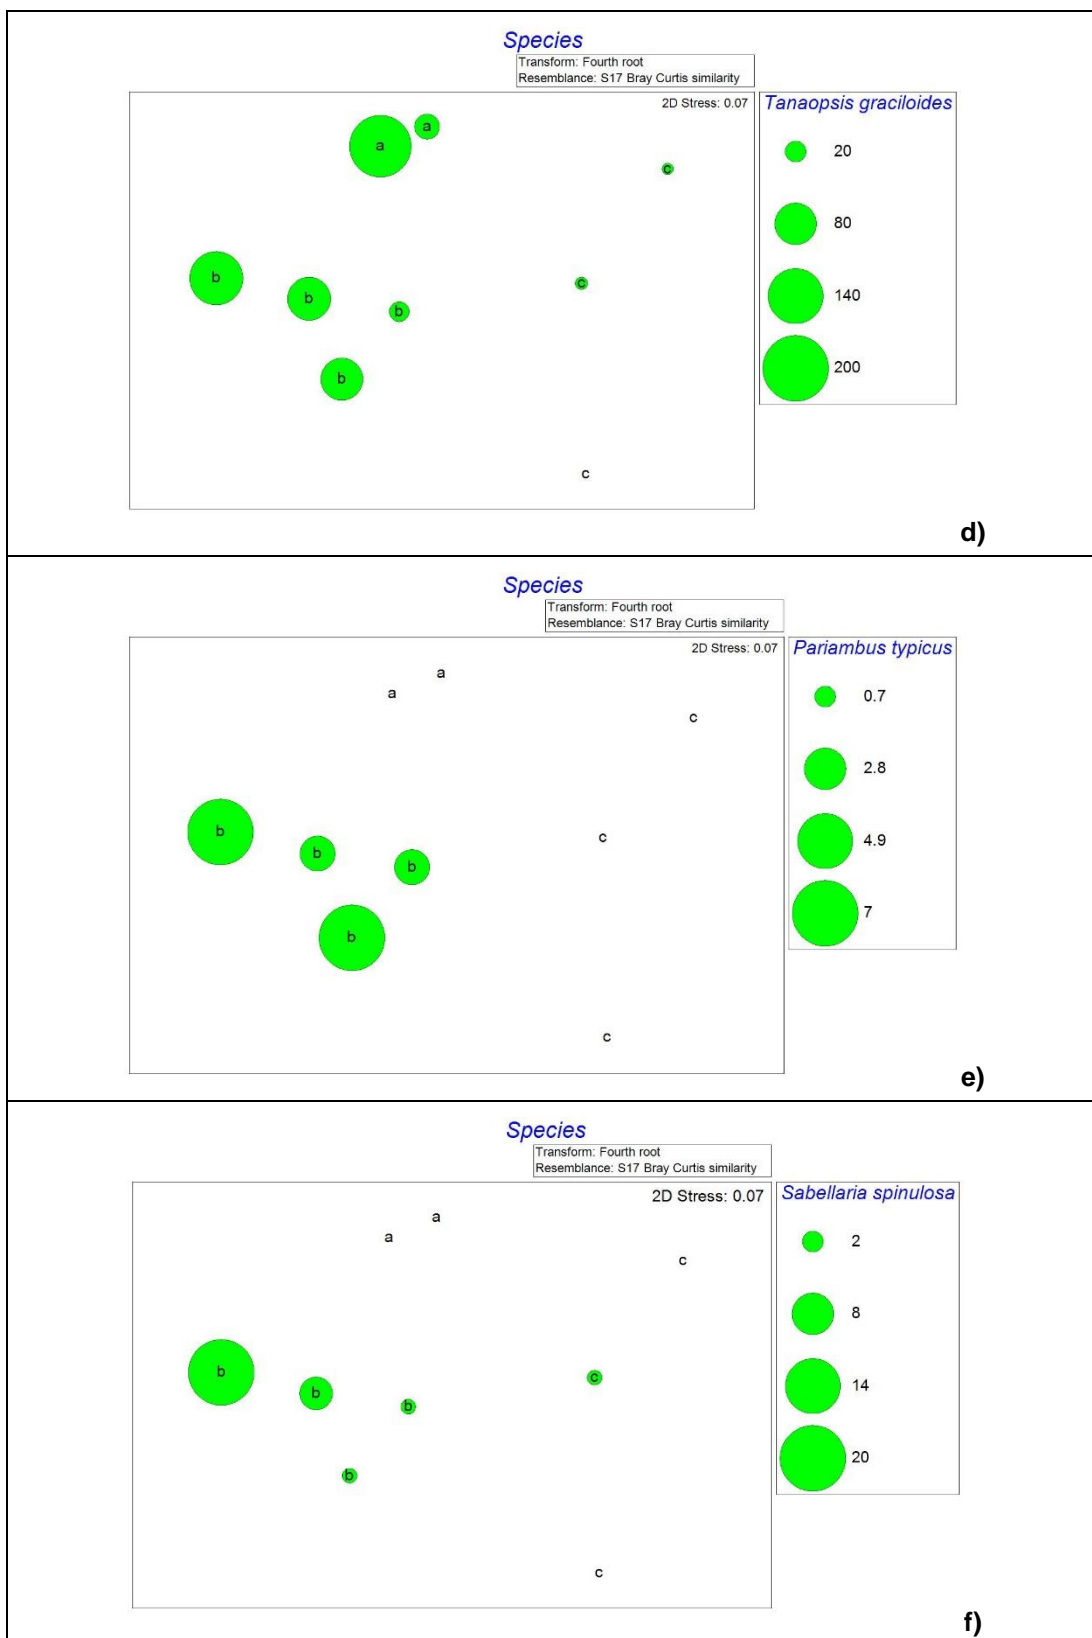 Species
Transform: Fourth root
Resemblance: S17 Bray Curtis similarity
2D Stress: 0.07
Tanaopsis graciloides
a
a
c
20
80
b
c
b
b
140
b
200
c
d)
Species
Transform: Fourth root
Resemblance: S17 Bray Curtis similarity
2D Stress: 0.07
Pariambus typicus
a
a
0.7
c
2.8
b
c
4.9
b
b
7
b
c
e)
Species
Transform: Fourth root
Resemblance: S17 Bray Curtis similarity
2D Stress: 0.07
Sabellaria spinulosa
a
a
2
c
8
b
c
14
b
b
20
b
c
f)